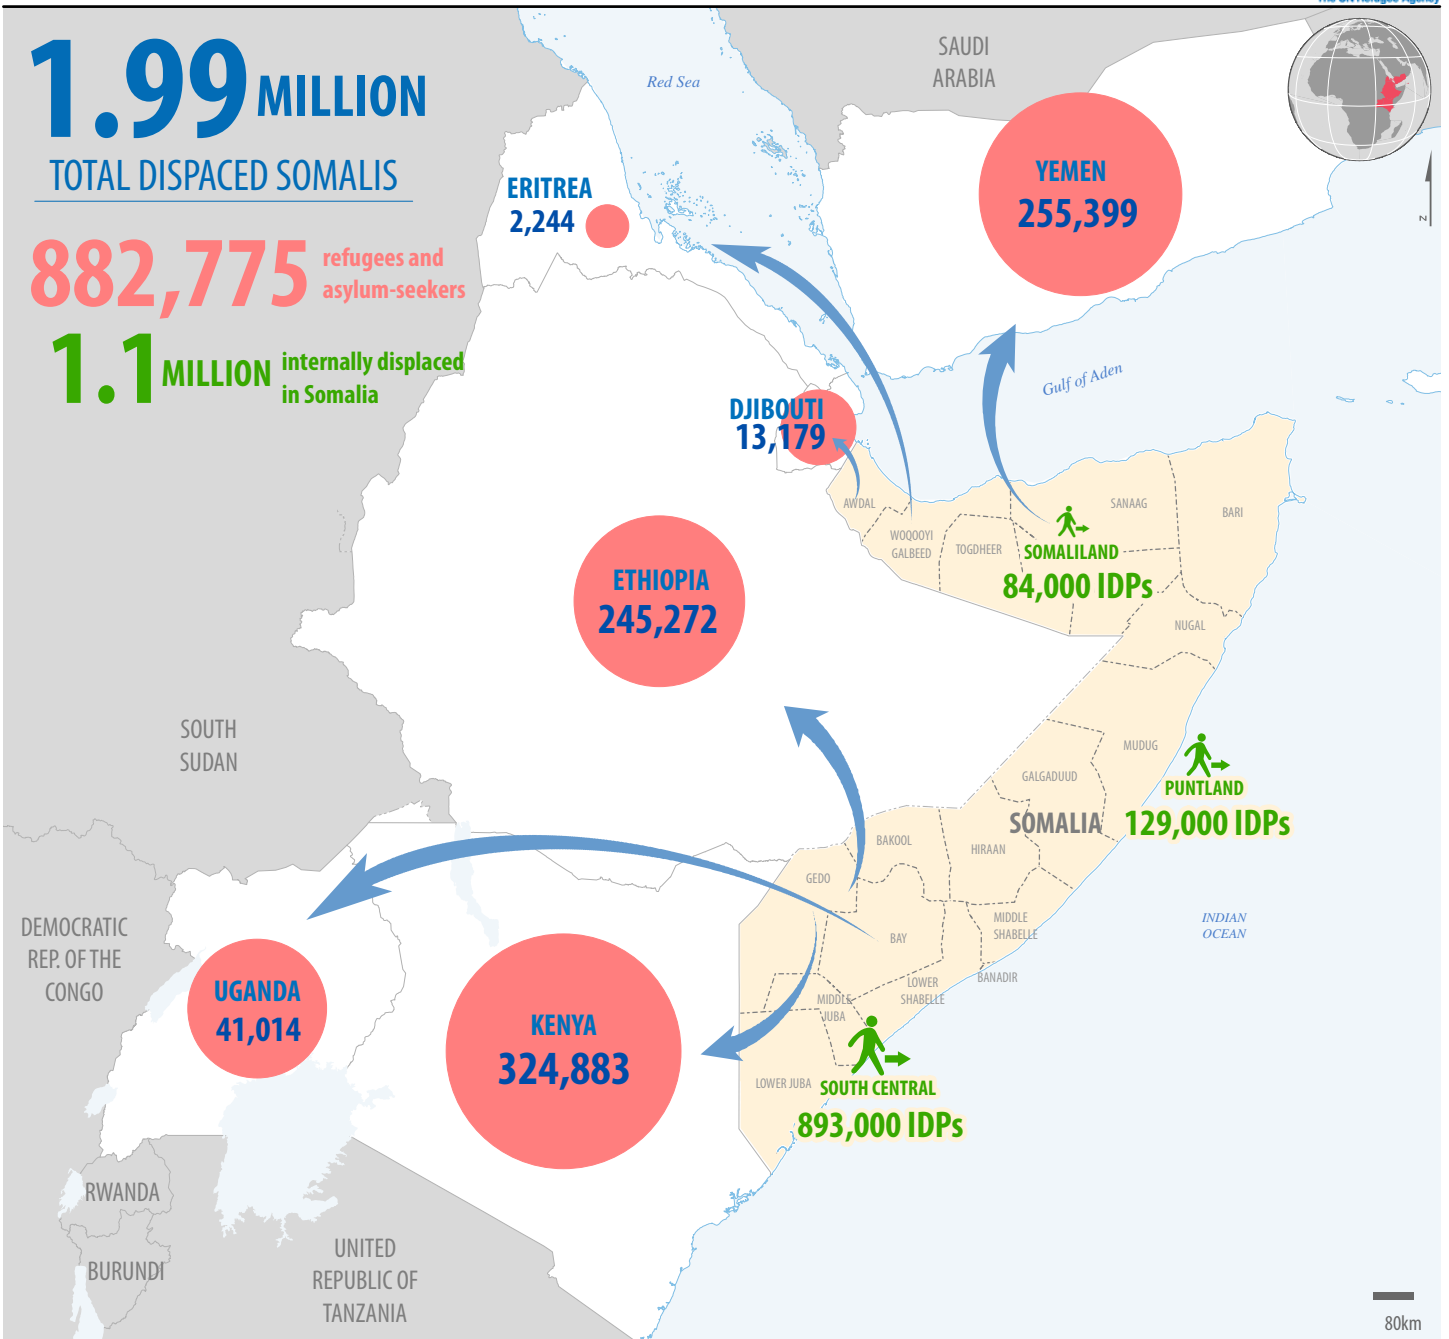 The UN Refugee Agency
1.99 MILLION
TOTAL DISPACED SOMALIS
882,775 refugees and
asylum-seekers
1.1 MILLION internally displaced
in Somalia
SAUDI
ARABIA
Red Sea
ERITREA
2,244
YEMEN
255,399
N
Gulf of Aden
DJIBOUTI
13,179
AWDAL
WOQOOYI
GALBEED
TOGDHEER
SANAAG
BARI
SOMALILAND
84,000 IDPs
NUGAL
ETHIOPIA
245,272
SOUTH
SUDAN
MUDUG
GALGADUUD
PUNTLAND
129,000 IDPs
SOMALIA
BAKOOL
HIRAAN
GEDO
BAY
MIDDLE
SHABELLE
BANADIR
LOWER
SHABELLE
MIDDLE
JUBA
LOWER JUBA
SOUTH CENTRAL
893,000 IDPs
INDIAN
OCEAN
DEMOCRATIC
REP. OF THE
CONGO
UGANDA
41,014
KENYA
324,883
RWANDA
BURUNDI
UNITED
REPUBLIC OF
TANZANIA
80km